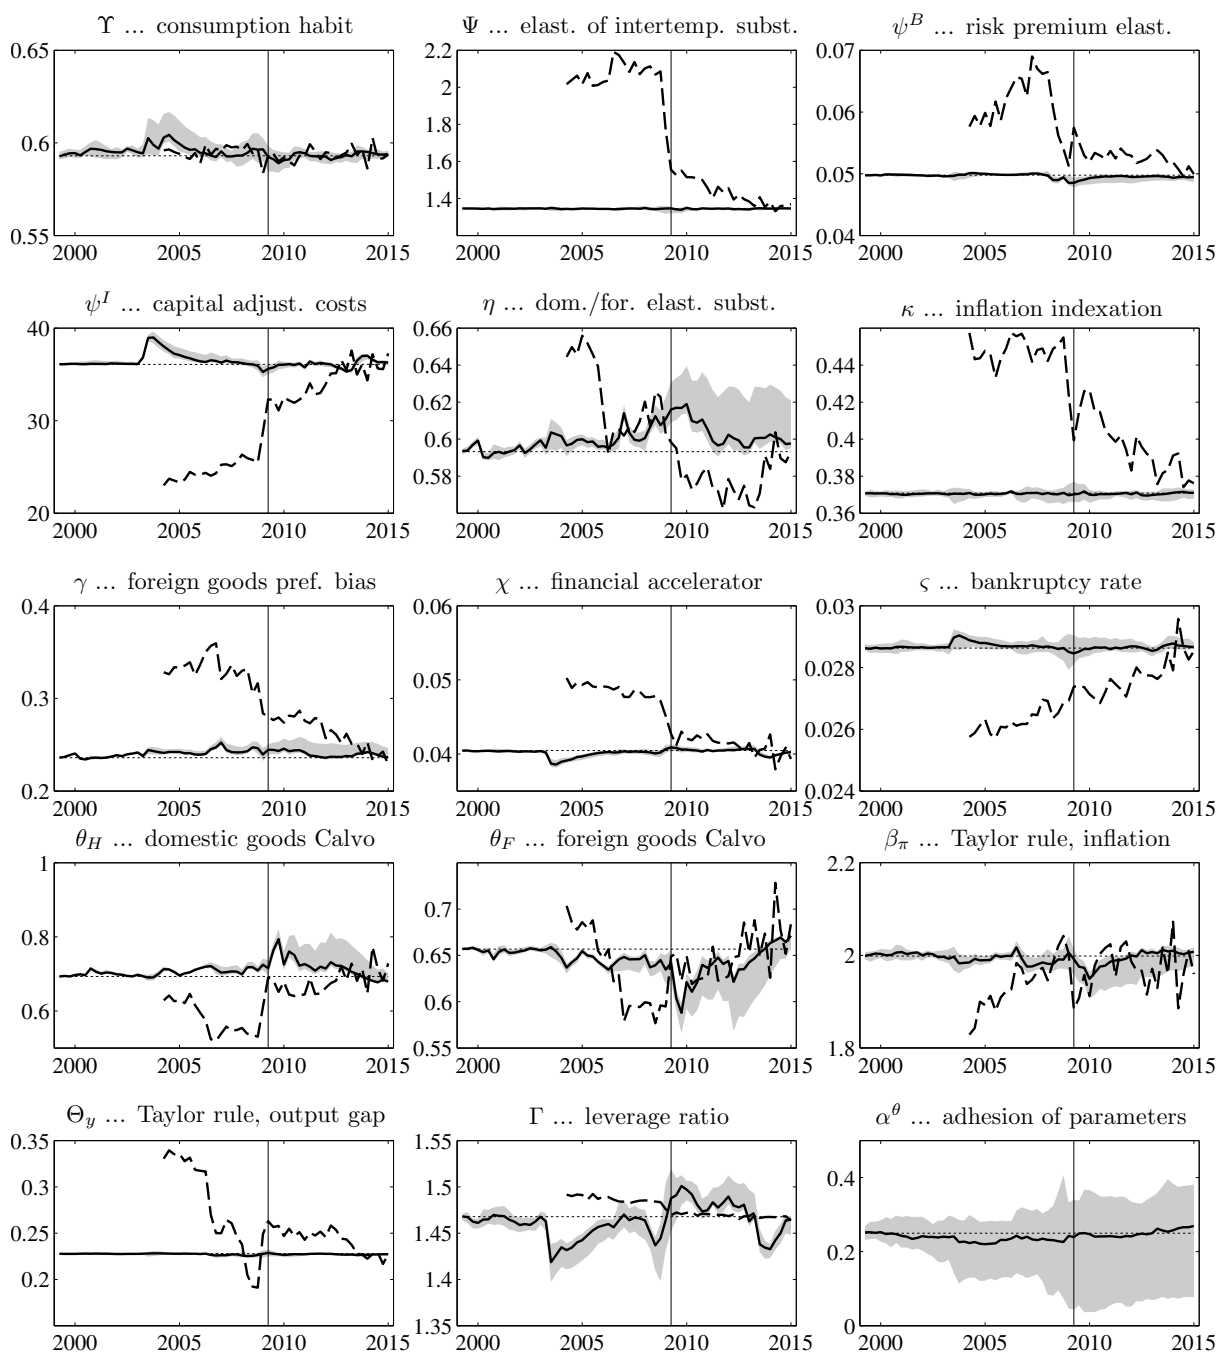 Υ ... consumption habit
Ψ ... elast. of intertemp. subst.
ψ^B ... risk premium elast.
0.65
0.6
0.55
2000 2005 2010 2015
2.2
2
1.8
1.6
1.4
2000 2005 2010 2015
0.07
0.06
0.05
0.04
2000 2005 2010 2015
ψ^I ... capital adjust. costs
η ... dom./for. elast. subst.
κ ... inflation indexation
40
30
20
2000 2005 2010 2015
0.66
0.64
0.62
0.6
0.58
2000 2005 2010 2015
0.44
0.42
0.4
0.38
0.36
2000 2005 2010 2015
γ ... foreign goods pref. bias
χ ... financial accelerator
ς ... bankruptcy rate
0.4
0.3
0.2
2000 2005 2010 2015
0.06
0.05
0.04
2000 2005 2010 2015
0.03
0.028
0.026
0.024
2000 2005 2010 2015
θ_H ... domestic goods Calvo
θ_F ... foreign goods Calvo
β_π ... Taylor rule, inflation
1
0.8
0.6
2000 2005 2010 2015
0.7
0.65
0.6
0.55
2000 2005 2010 2015
2.2
2
1.8
2000 2005 2010 2015
Θ_y ... Taylor rule, output gap
Γ ... leverage ratio
α^θ ... adhesion of parameters
0.35
0.3
0.25
0.2
2000 2005 2010 2015
1.55
1.5
1.45
1.4
1.35
2000 2005 2010 2015
0.4
0.2
0
2000 2005 2010 2015